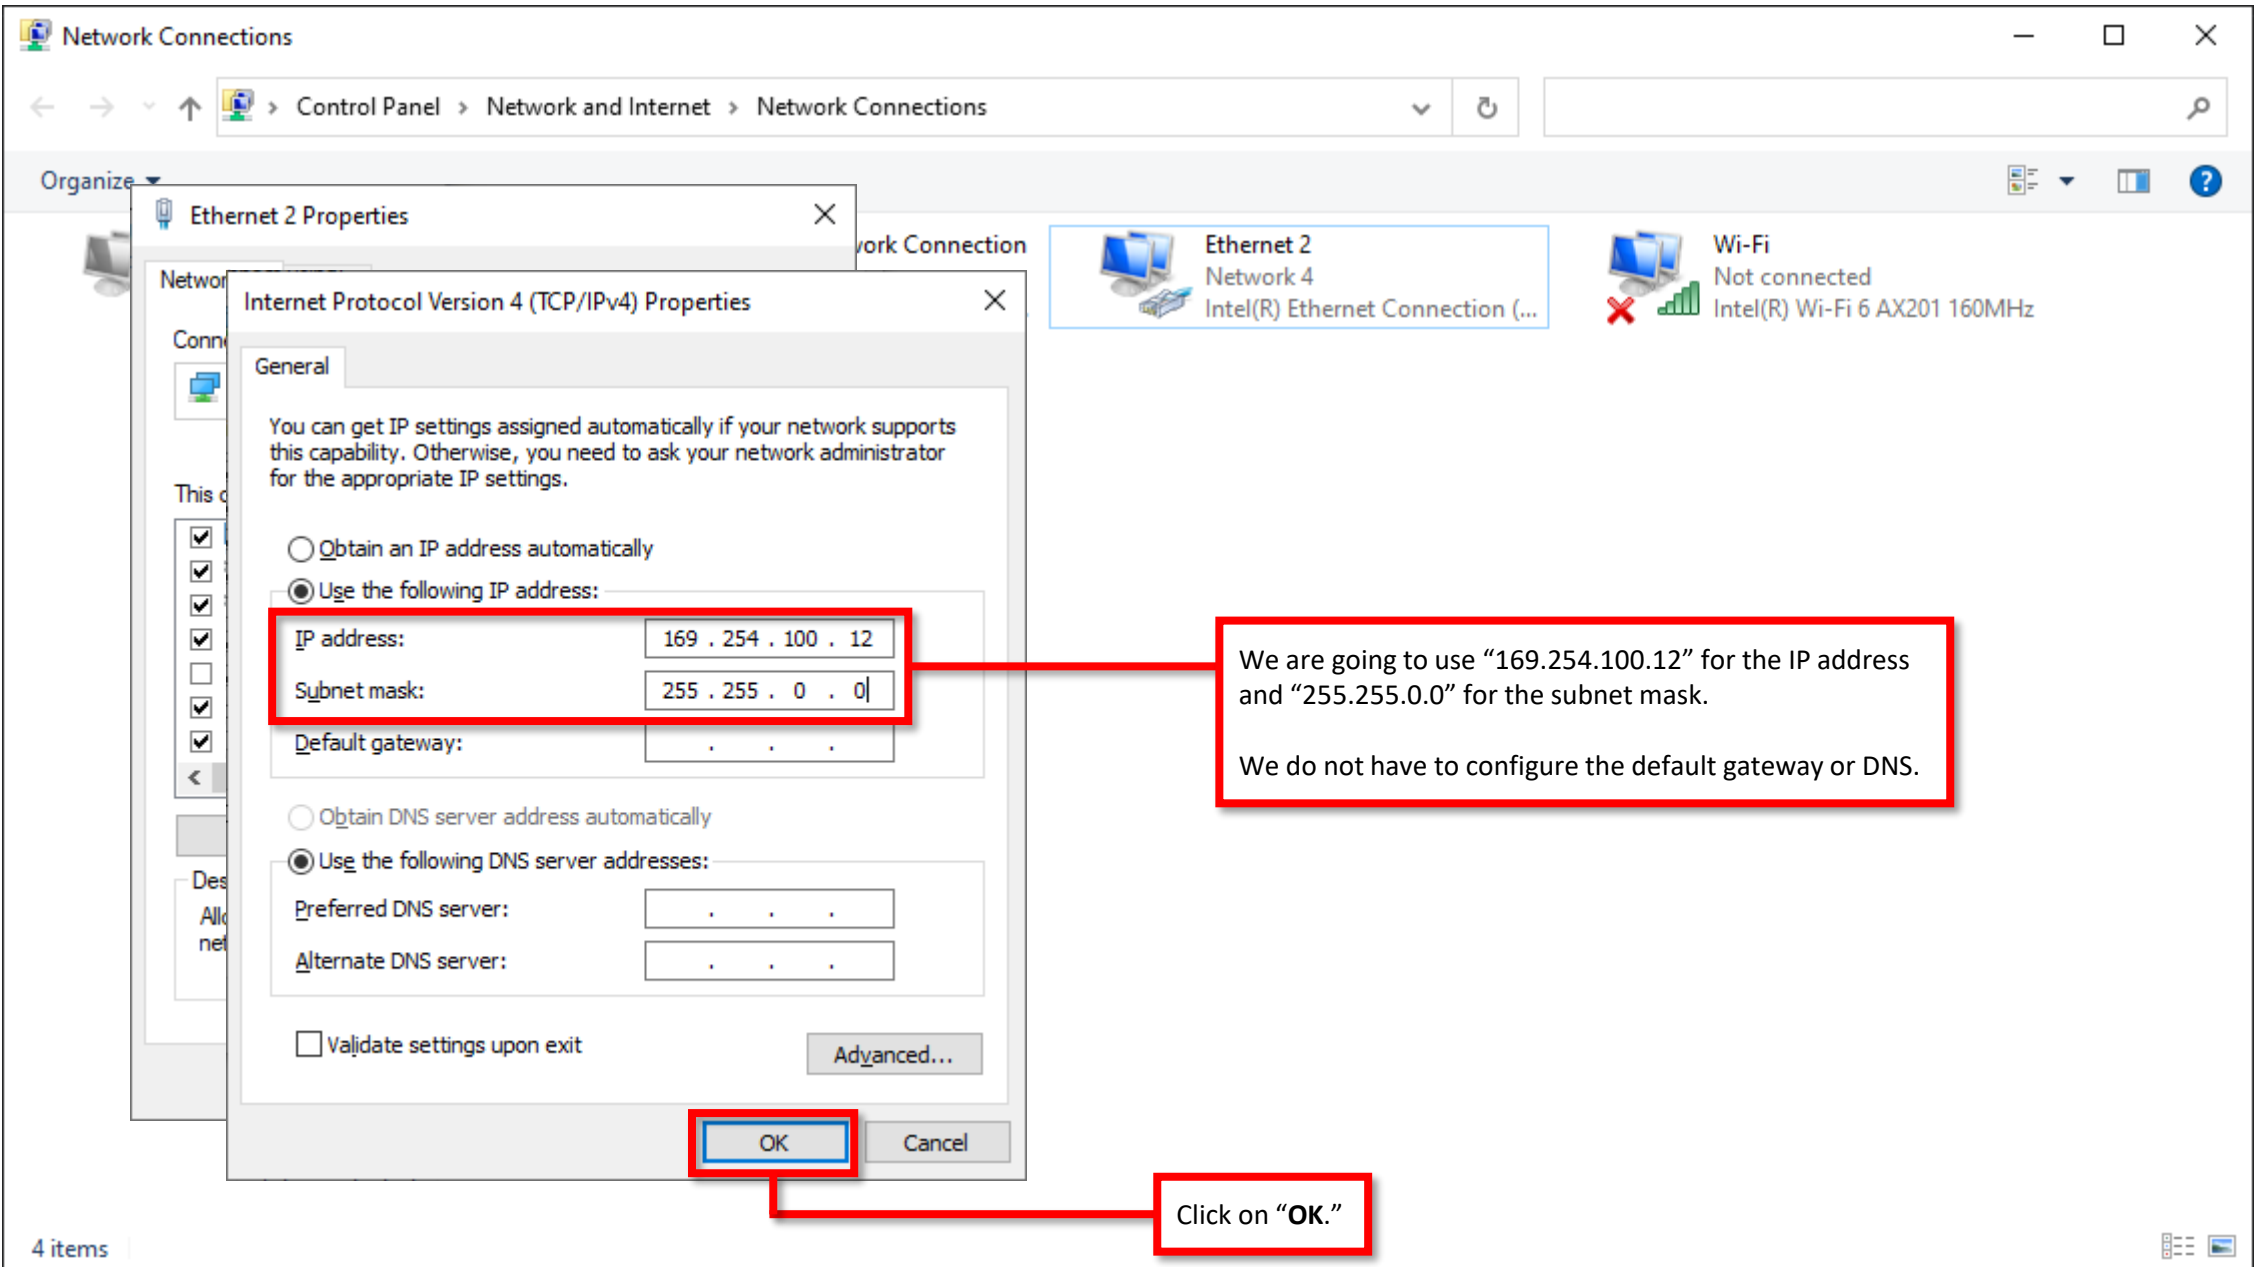 Network Connections
Control Panel > Network and Internet > Network Connections
Organize
Ethernet 2 Properties
Connection
Ethernet 2
Network 4
Intel(R) Ethernet Connection (...
Wi-Fi
Not connected
Intel(R) Wi-Fi 6 AX201 160MHz
Internet Protocol Version 4 (TCP/IPv4) Properties
General
You can get IP settings assigned automatically if your network supports
this capability. Otherwise, you need to ask your network administrator
for the appropriate IP settings.
This
Obtain an IP address automatically
Use the following IP address:
IP address: 169 . 254 . 100 . 12
Subnet mask: 255 . 255 . 0 . 0
Default gateway: . . .
Obtain DNS server address automatically
Use the following DNS server addresses:
Preferred DNS server: . . .
Alternate DNS server: . . .
Validate settings upon exit
Advanced...
OK
Cancel
We are going to use “169.254.100.12” for the IP address
and “255.255.0.0” for the subnet mask.
We do not have to configure the default gateway or DNS.
Click on “OK.”
4 items